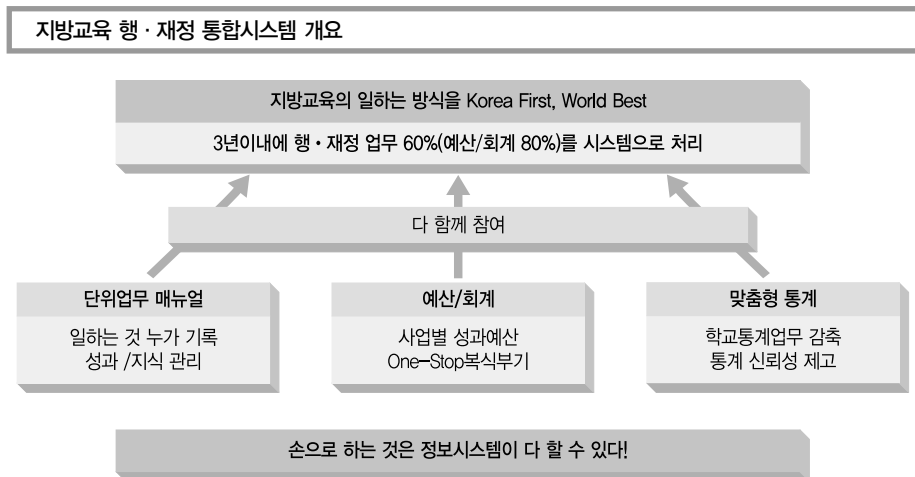 지방교육 행 · 재정 통합시스템 개요
지방교육의 일하는 방식을 Korea First, World Best
3년이내에 행 · 재정 업무 60%(예산/회계 80%)를 시스템으로 처리
다 함께 참여
단위업무 매뉴얼
일하는 것 누가 기록
성과 /지식 관리
예산/회계
사업별 성과예산
One-Stop복식부기
맞춤형 통계
학교통계업무 감축
통계 신뢰성 제고
손으로 하는 것은 정보시스템이 다 할 수 있다!